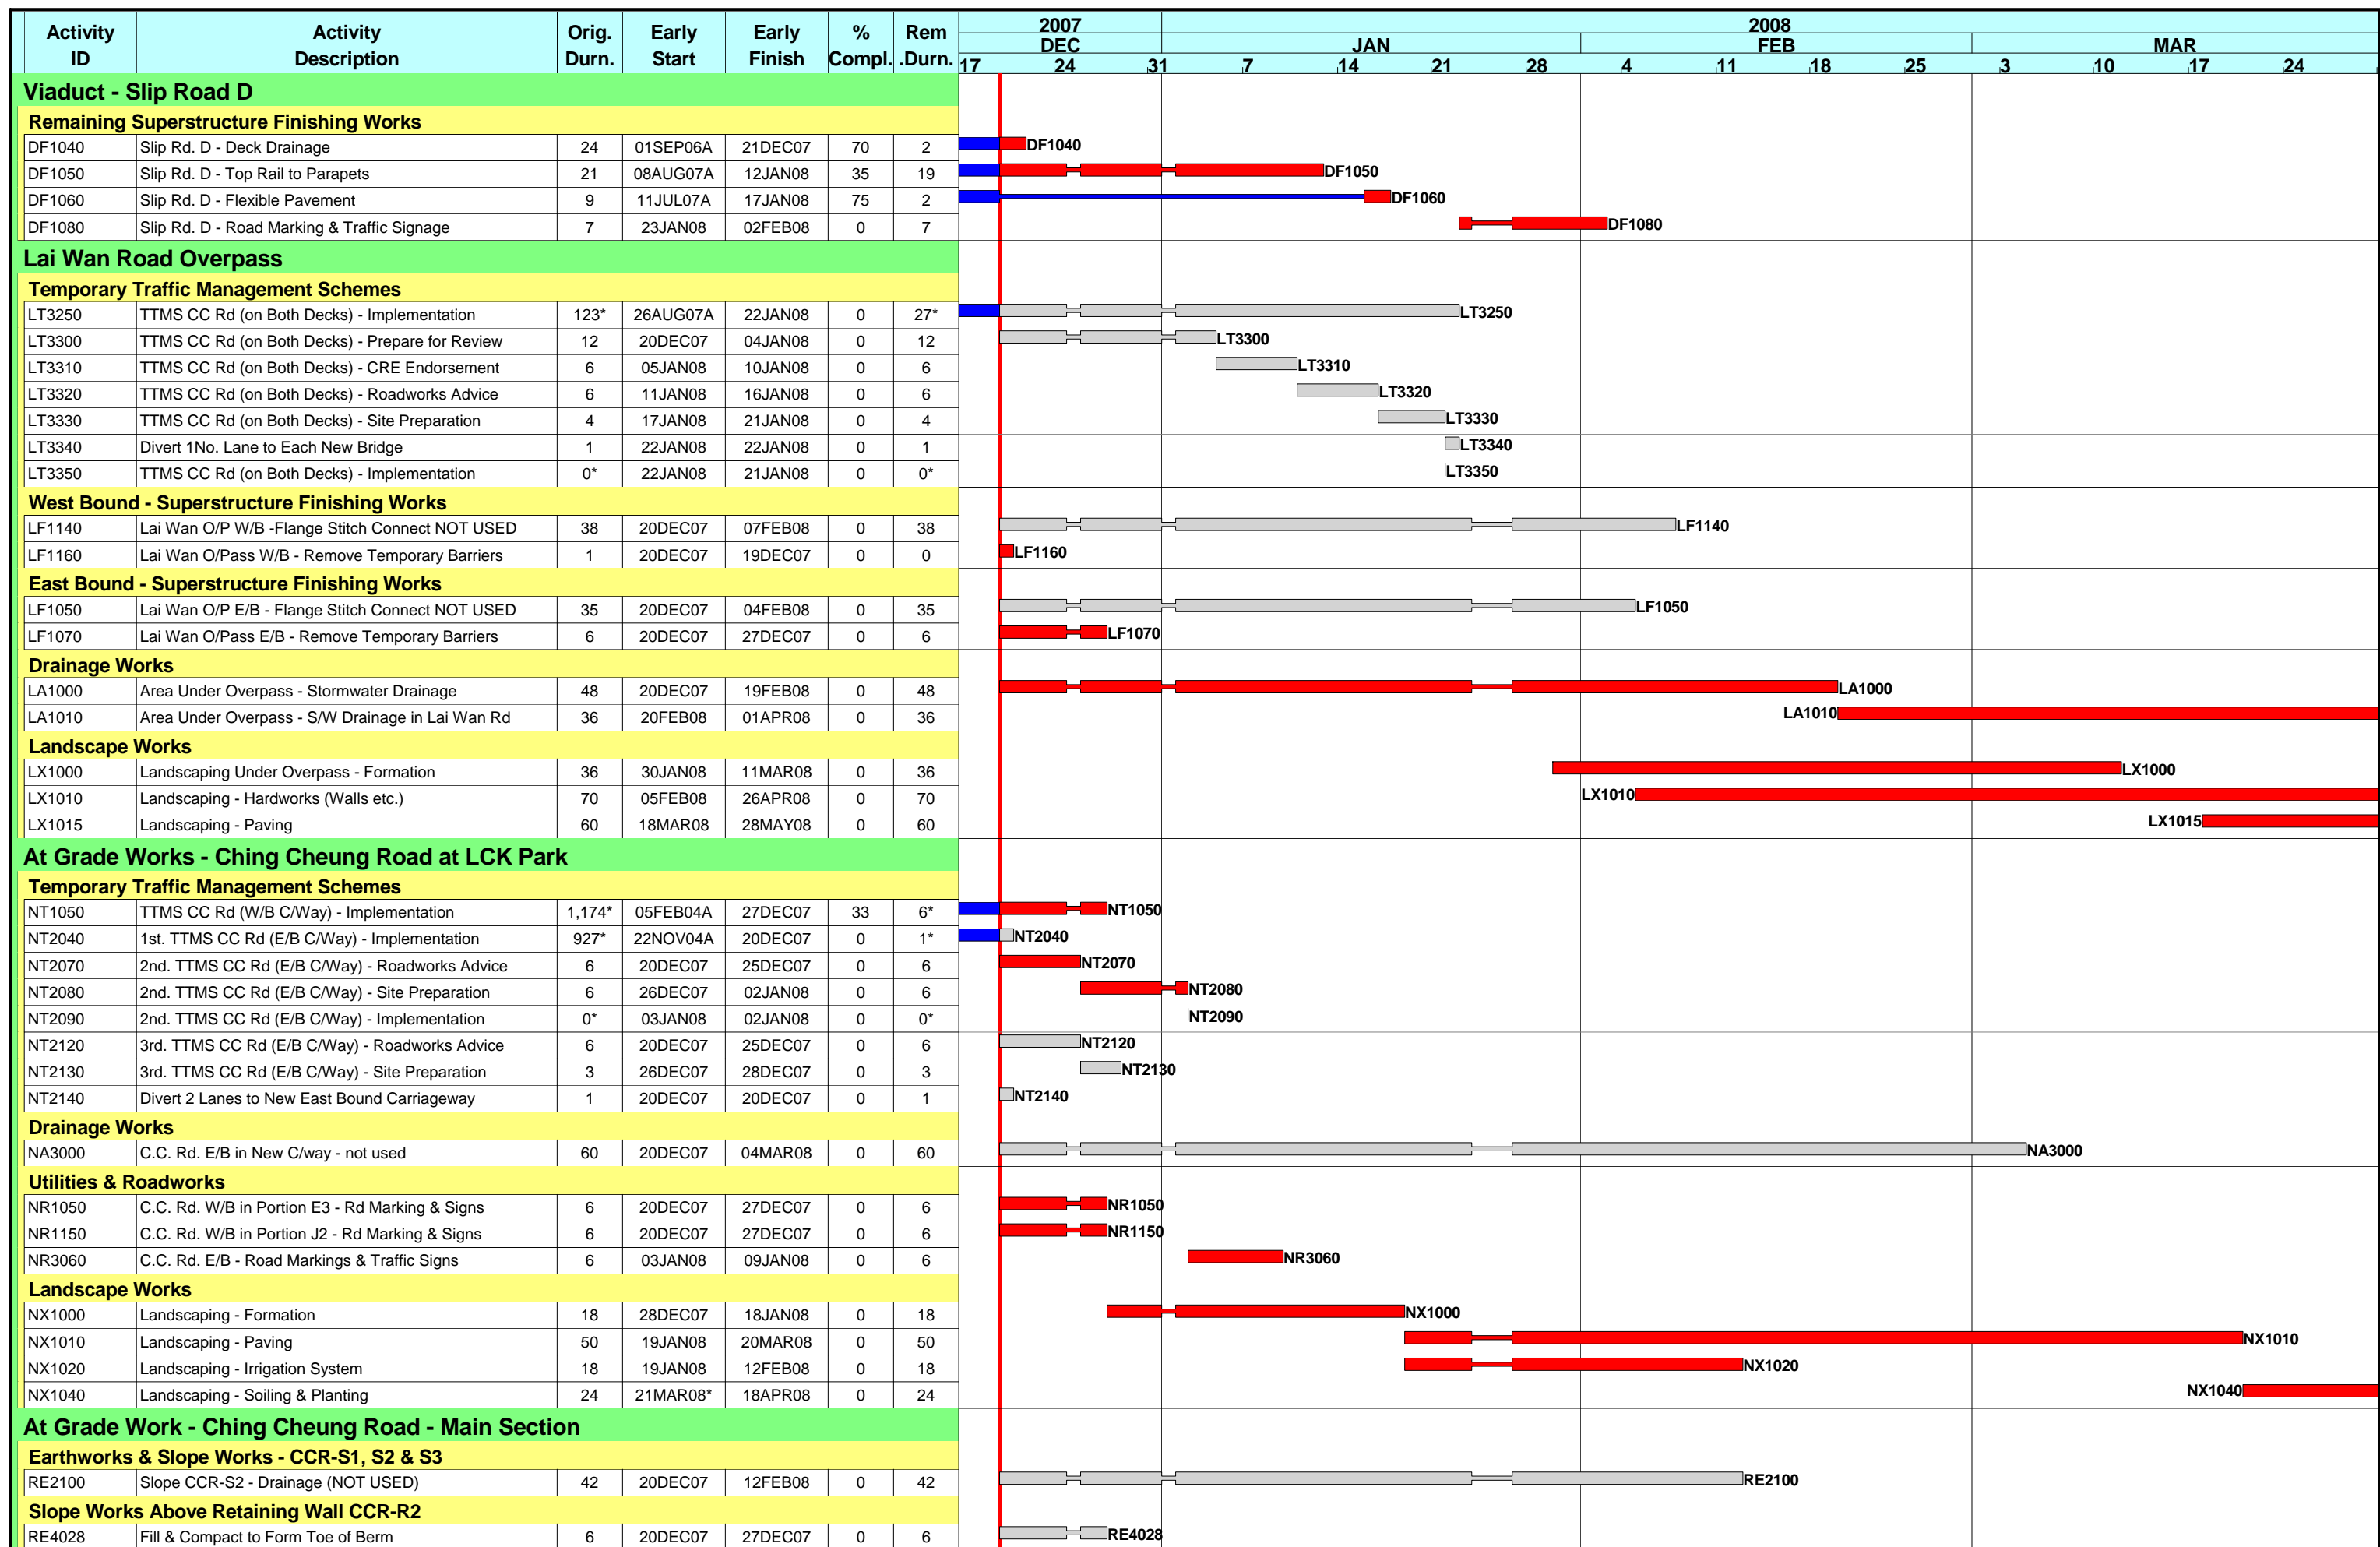 2007 2008
Activity Activity Orig. Early Early % Rem DEC JAN FEB MAR
ID Description Durn. Start Finish Compl. .Durn. 17 24 31 7 14 21 28 4 11 18 25 3 10 17 24
Viaduct - Slip Road D
Remaining Superstructure Finishing Works
DF1040 Slip Rd. D - Deck Drainage 24 01SEP06A 21DEC07 70 2 DF1040
DF1050 Slip Rd. D - Top Rail to Parapets 21 08AUG07A 12JAN08 35 19 DF1050
DF1060 Slip Rd. D - Flexible Pavement 9 11JUL07A 17JAN08 75 2 DF1060
DF1080 Slip Rd. D - Road Marking & Traffic Signage 7 23JAN08 02FEB08 0 7 DF1080
Lai Wan Road Overpass
Temporary Traffic Management Schemes
LT3250 TTMS CC Rd (on Both Decks) - Implementation 123* 26AUG07A 22JAN08 0 27* LT3250
LT3300 TTMS CC Rd (on Both Decks) - Prepare for Review 12 20DEC07 04JAN08 0 12 LT3300
LT3310 TTMS CC Rd (on Both Decks) - CRE Endorsement 6 05JAN08 10JAN08 0 6 LT3310
LT3320 TTMS CC Rd (on Both Decks) - Roadworks Advice 6 11JAN08 16JAN08 0 6 LT3320
LT3330 TTMS CC Rd (on Both Decks) - Site Preparation 4 17JAN08 21JAN08 0 4 LT3330
LT3340 Divert 1No. Lane to Each New Bridge 1 22JAN08 22JAN08 0 1 LT3340
LT3350 TTMS CC Rd (on Both Decks) - Implementation 0* 22JAN08 21JAN08 0 0* LT3350
West Bound - Superstructure Finishing Works
LF1140 Lai Wan O/P W/B -Flange Stitch Connect NOT USED 38 20DEC07 07FEB08 0 38 LF1140
LF1160 Lai Wan O/Pass W/B - Remove Temporary Barriers 1 20DEC07 19DEC07 0 0 LF1160
East Bound - Superstructure Finishing Works
LF1050 Lai Wan O/P E/B - Flange Stitch Connect NOT USED 35 20DEC07 04FEB08 0 35 LF1050
LF1070 Lai Wan O/Pass E/B - Remove Temporary Barriers 6 20DEC07 27DEC07 0 6 LF1070
Drainage Works
LA1000 Area Under Overpass - Stormwater Drainage 48 20DEC07 19FEB08 0 48 LA1000
LA1010 Area Under Overpass - S/W Drainage in Lai Wan Rd 36 20FEB08 01APR08 0 36 LA1010
Landscape Works
LX1000 Landscaping Under Overpass - Formation 36 30JAN08 11MAR08 0 36 LX1000
LX1010 Landscaping - Hardworks (Walls etc.) 70 05FEB08 26APR08 0 70 LX1010
LX1015 Landscaping - Paving 60 18MAR08 28MAY08 0 60 LX1015
At Grade Works - Ching Cheung Road at LCK Park
Temporary Traffic Management Schemes
NT1050 TTMS CC Rd (W/B C/Way) - Implementation 1,174* 05FEB04A 27DEC07 33 6* NT1050
NT2040 1st. TTMS CC Rd (E/B C/Way) - Implementation 927* 22NOV04A 20DEC07 0 1* NT2040
NT2070 2nd. TTMS CC Rd (E/B C/Way) - Roadworks Advice 6 20DEC07 25DEC07 0 6 NT2070
NT2080 2nd. TTMS CC Rd (E/B C/Way) - Site Preparation 6 26DEC07 02JAN08 0 6 NT2080
NT2090 2nd. TTMS CC Rd (E/B C/Way) - Implementation 0* 03JAN08 02JAN08 0 0* NT2090
NT2120 3rd. TTMS CC Rd (E/B C/Way) - Roadworks Advice 6 20DEC07 25DEC07 0 6 NT2120
NT2130 3rd. TTMS CC Rd (E/B C/Way) - Site Preparation 3 26DEC07 28DEC07 0 3 NT2130
NT2140 Divert 2 Lanes to New East Bound Carriageway 1 20DEC07 20DEC07 0 1 NT2140
Drainage Works
NA3000 C.C. Rd. E/B in New C/way - not used 60 20DEC07 04MAR08 0 60 NA3000
Utilities & Roadworks
NR1050 C.C. Rd. W/B in Portion E3 - Rd Marking & Signs 6 20DEC07 27DEC07 0 6 NR1050
NR1150 C.C. Rd. W/B in Portion J2 - Rd Marking & Signs 6 20DEC07 27DEC07 0 6 NR1150
NR3060 C.C. Rd. E/B - Road Markings & Traffic Signs 6 03JAN08 09JAN08 0 6 NR3060
Landscape Works
NX1000 Landscaping - Formation 18 28DEC07 18JAN08 0 18 NX1000
NX1010 Landscaping - Paving 50 19JAN08 20MAR08 0 50 NX1010
NX1020 Landscaping - Irrigation System 18 19JAN08 12FEB08 0 18 NX1020
NX1040 Landscaping - Soiling & Planting 24 21MAR08* 18APR08 0 24 NX1040
At Grade Work - Ching Cheung Road - Main Section
Earthworks & Slope Works - CCR-S1, S2 & S3
RE2100 Slope CCR-S2 - Drainage (NOT USED) 42 20DEC07 12FEB08 0 42 RE2100
Slope Works Above Retaining Wall CCR-R2
RE4028 Fill & Compact to Form Toe of Berm 6 20DEC07 27DEC07 0 6 RE4028